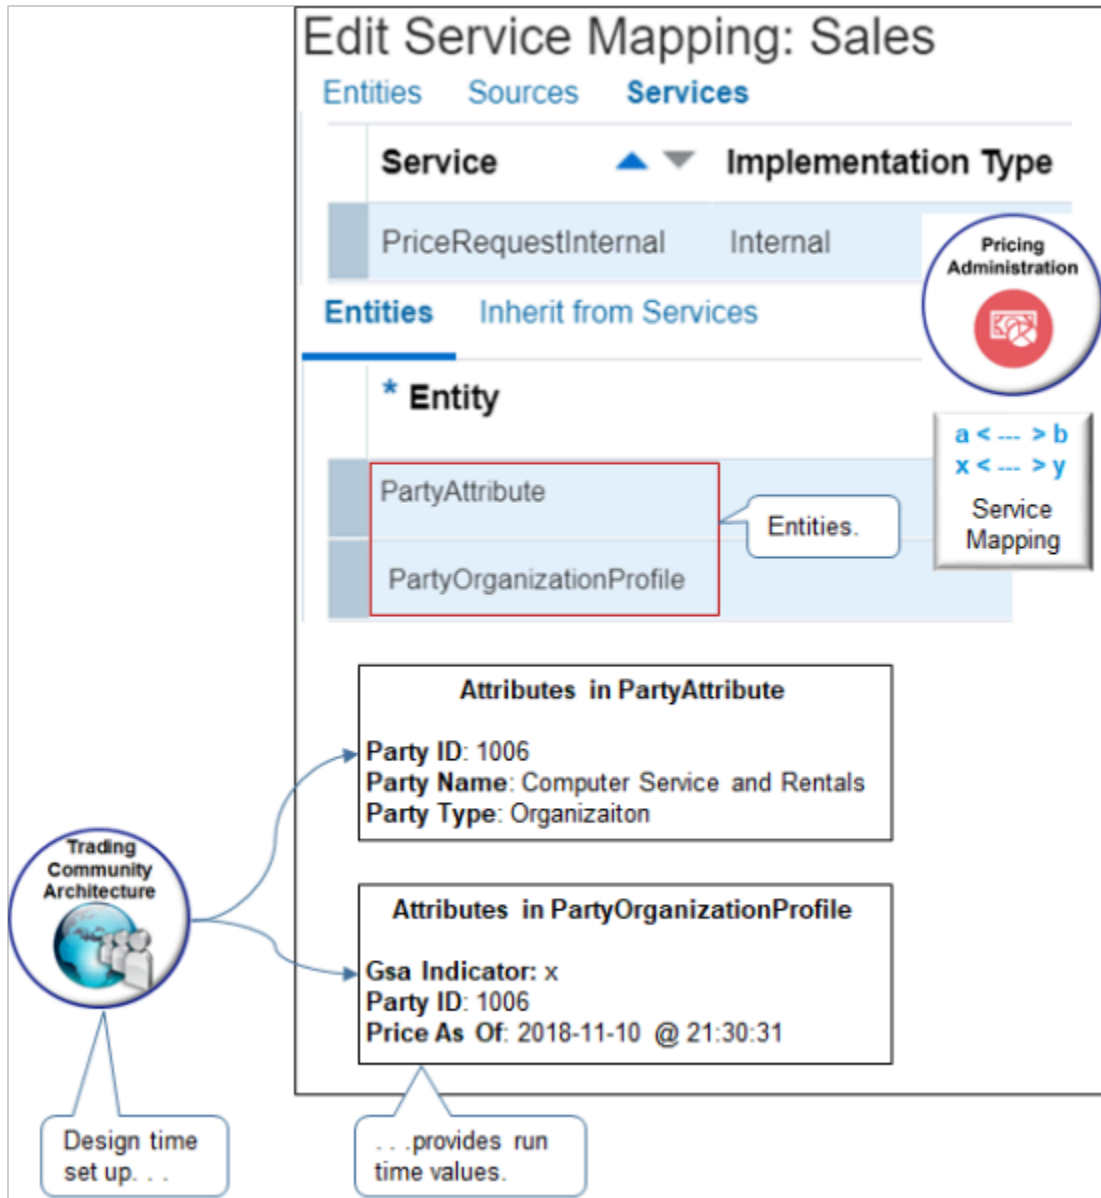 Edit Service Mapping: Sales
Entities Sources Services
Service Implementation Type
PriceRequestInternal Internal
Pricing
Administration
Entities Inherit from Services
* Entity
a < --- > b
x < --- > y
Service
Mapping
PartyAttribute
Entities.
PartyOrganizationProfile
Attributes in PartyAttribute
Party ID: 1006
Party Name: Computer Service and Rentals
Party Type: Organizaiton
Trading
Community
Architecture
Attributes in PartyOrganizationProfile
Gsa Indicator: x
Party ID: 1006
Price As Of: 2018-11-10 @ 21:30:31
Design time
set up. . .
. . .provides run
time values.